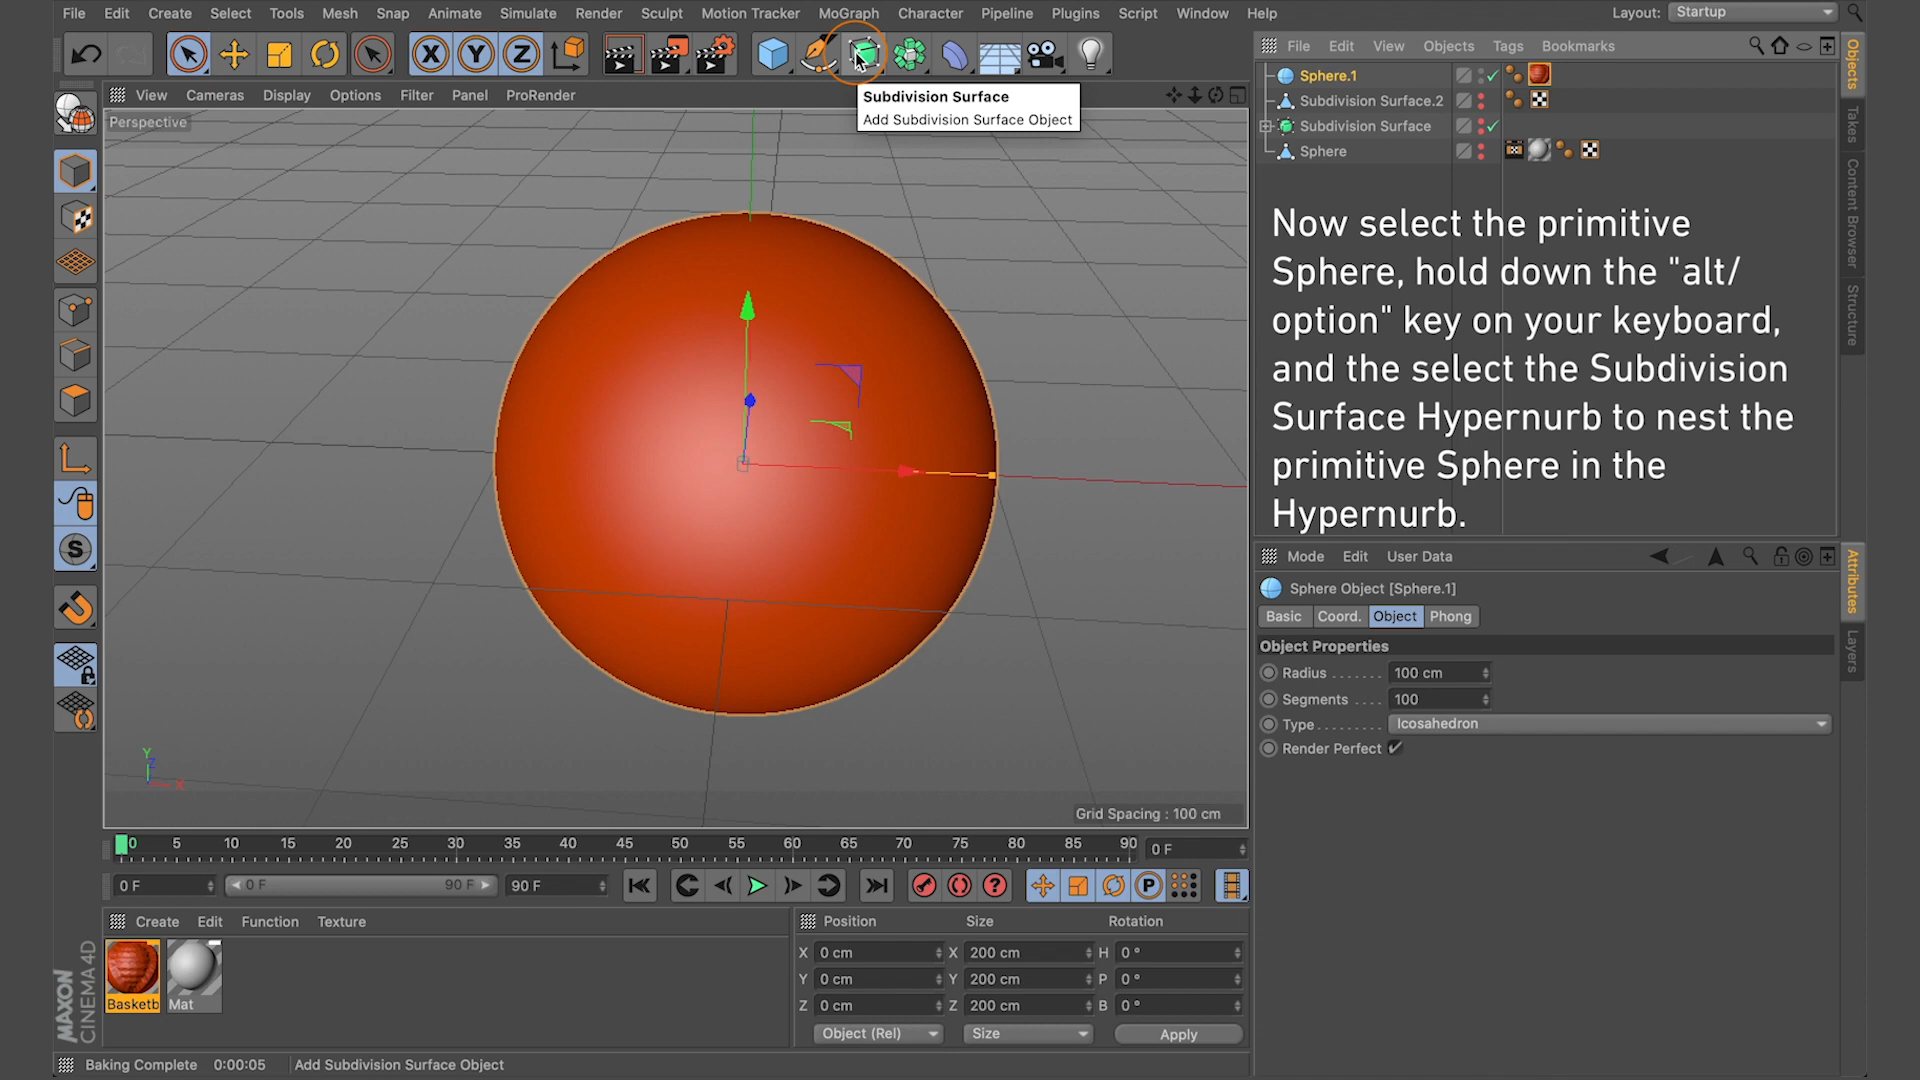 File Edit Create Select Tools Mesh Snap Animate Simulate Render Sculpt Motion Tracker MoGraph Character Pipeline Plugins Script Window Help Layout: Startup
X Y Z
File Edit View Objects Tags Bookmarks
View Cameras Display Options Filter Panel ProRender
Perspective
Subdivision Surface
Add Subdivision Surface Object
Sphere.1
Subdivision Surface.2
Subdivision Surface
Sphere
Objects
Takes
Content Browser
Structure
Now select the primitive
Sphere, hold down the "alt/
option" key on your keyboard,
and the select the Subdivision
Surface Hypernurb to nest the
primitive Sphere in the
Hypernurb.
S
Mode Edit User Data
Sphere Object [Sphere.1]
Basic Coord. Object Phong
Object Properties
Radius 100 cm
Segments 100
Type Icosahedron
Render Perfect
Attributes
Layers
Y
Z
X
Grid Spacing : 100 cm
0 5 10 15 20 25 30 35 40 45 50 55 60 65 70 75 80 85 90 0 F
0 F 0 F 90 F 90 F ? P
Create Edit Function Texture
Basketb Mat
Position Size Rotation
X 0 cm X 200 cm H 0 °
Y 0 cm Y 200 cm P 0 °
Z 0 cm Z 200 cm B 0 °
Object (Rel) Size Apply
MAXON
CINEMA 4D
Baking Complete 0:00:05 Add Subdivision Surface Object